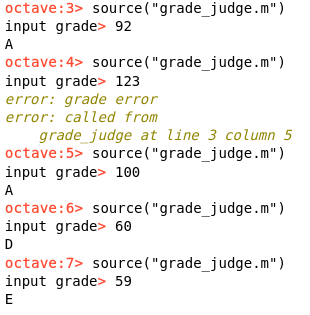 octave:3> source("grade_judge.m")
input grade> 92
A
octave:4> source("grade_judge.m")
input grade> 123
error: grade error
error: called from
    grade_judge at line 3 column 5
octave:5> source("grade_judge.m")
input grade> 100
A
octave:6> source("grade_judge.m")
input grade> 60
D
octave:7> source("grade_judge.m")
input grade> 59
E